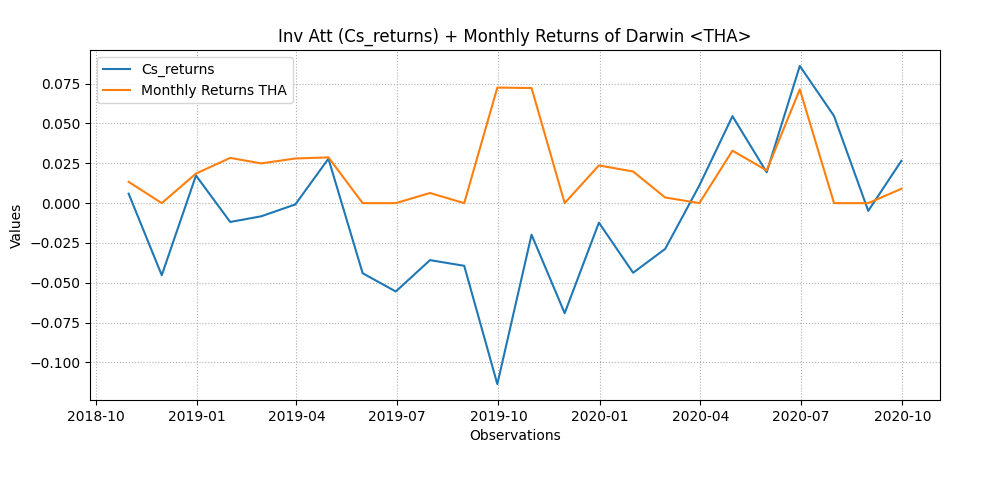 Inv Att (Cs_returns) + Monthly Returns of Darwin <THA>
Cs_returns
Monthly Returns THA
0.075
0.050
0.025
0.000
−0.025
−0.050
−0.075
−0.100
Values
2018-10 2019-01 2019-04 2019-07 2019-10 2020-01 2020-04 2020-07 2020-10
Observations